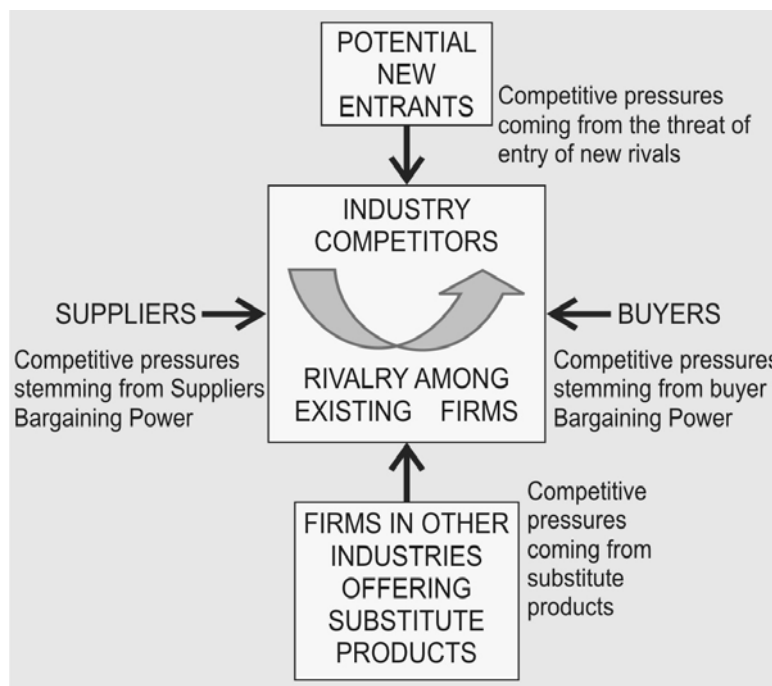 POTENTIAL
NEW
ENTRANTS
Competitive pressures
coming from the threat of
entry of new rivals
INDUSTRY
COMPETITORS
SUPPLIERS
Competitive pressures
stemming from Suppliers
Bargaining Power
BUYERS
Competitive pressures
stemming from buyer
Bargaining Power
RIVALRY AMONG
EXISTING FIRMS
FIRMS IN OTHER
INDUSTRIES
OFFERING
SUBSTITUTE
PRODUCTS
Competitive
pressures
coming from
substitute
products